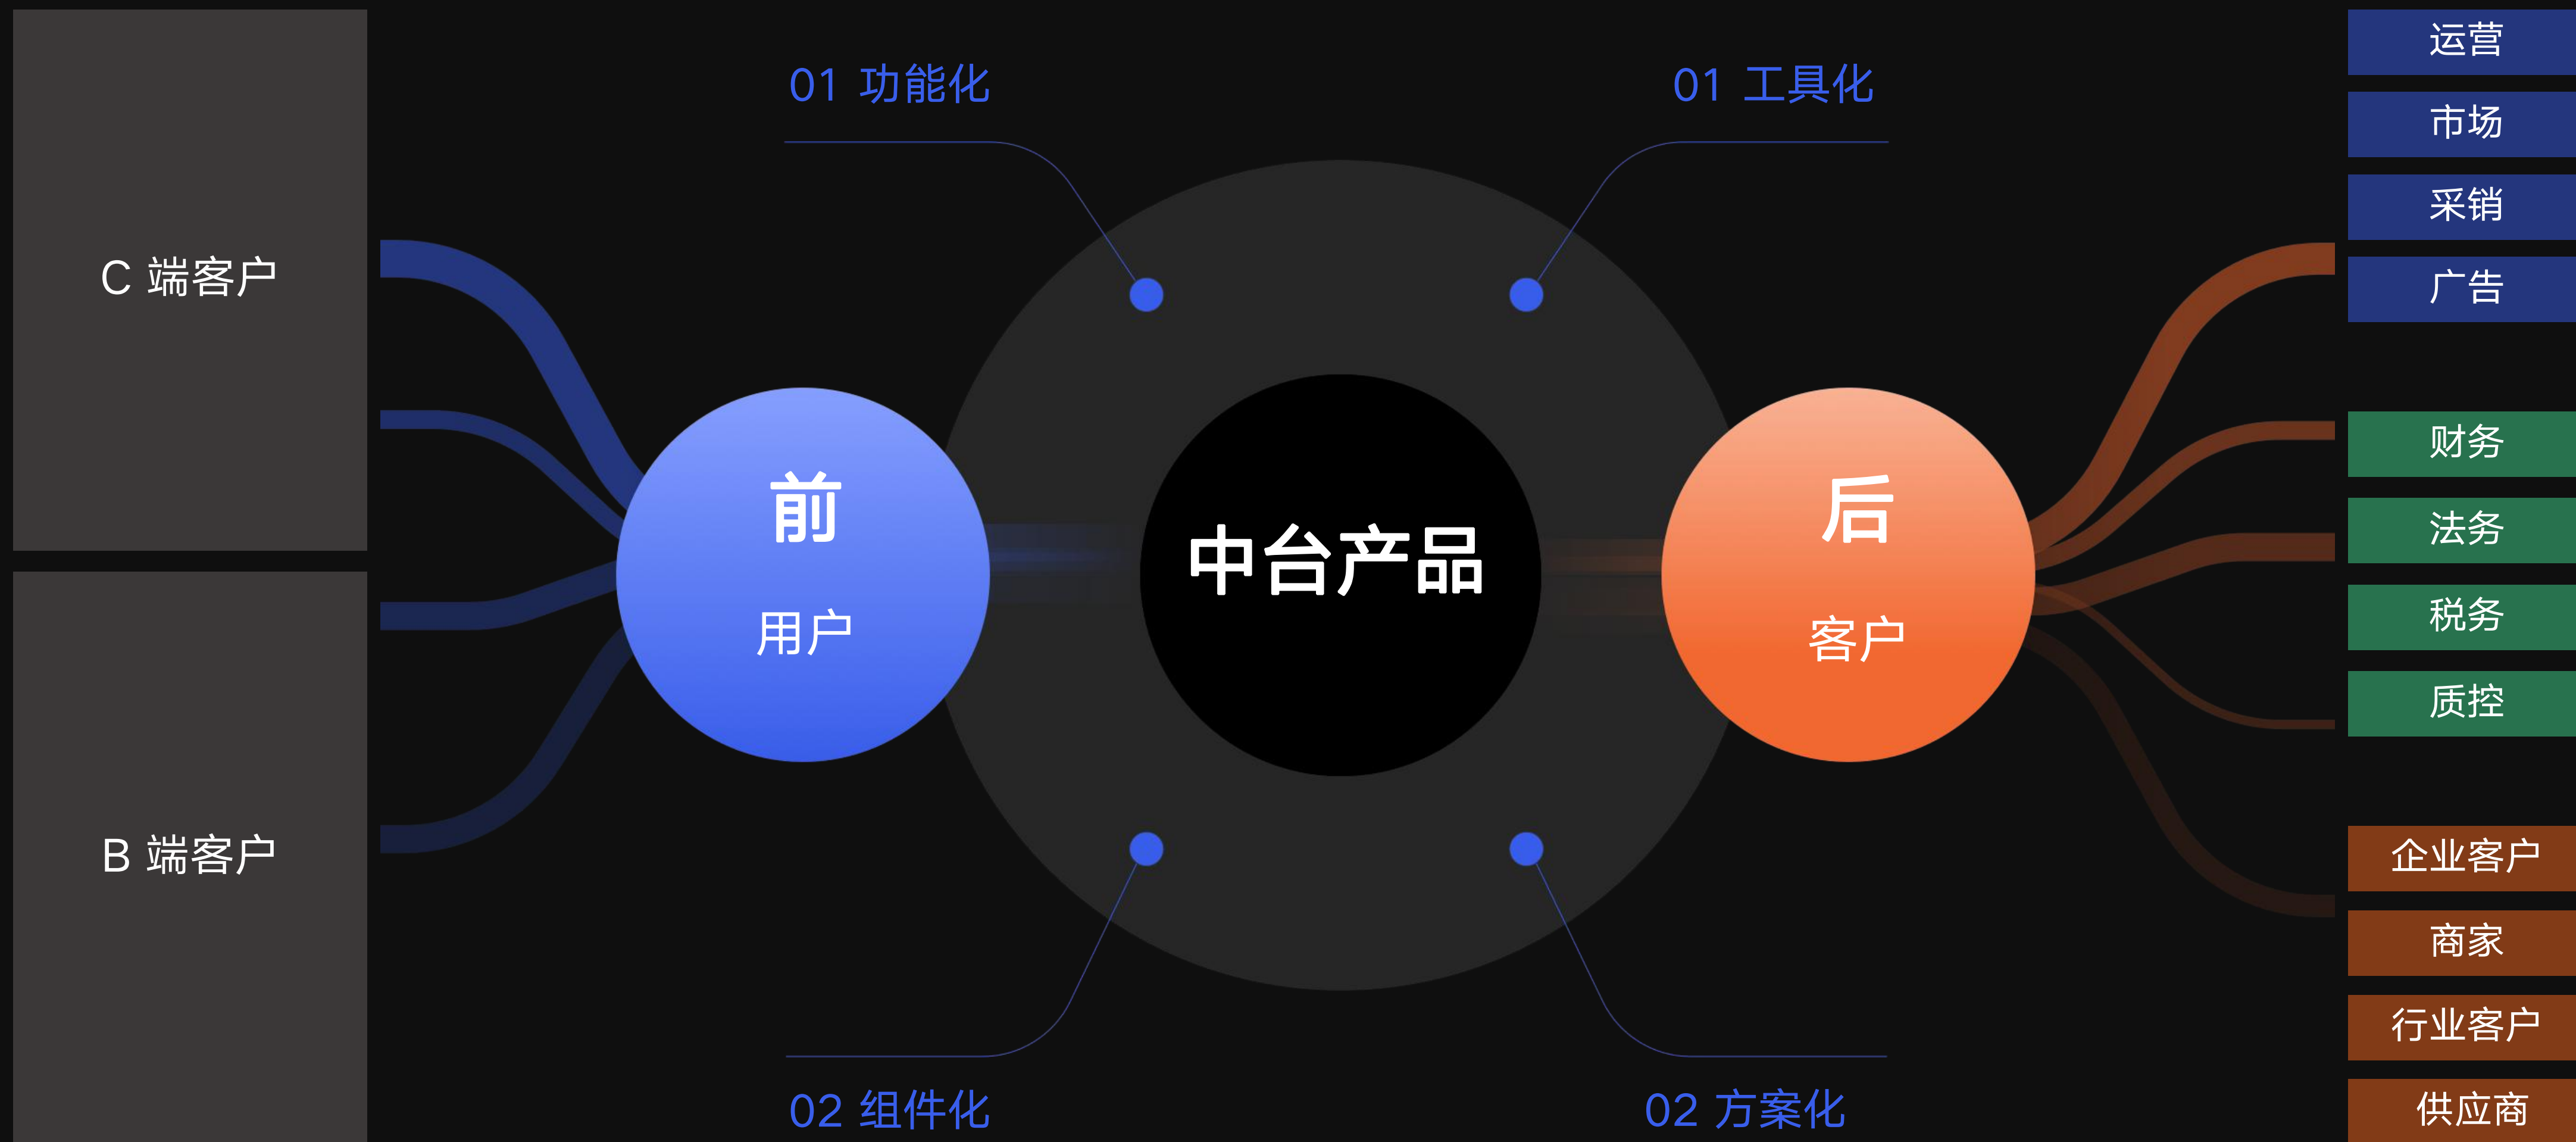 C 端客户
B 端客户
01 功能化
01 工具化
前
用户
中台产品
后
客户
02 组件化
02 方案化
运营
市场
采销
广告
财务
法务
税务
质控
企业客户
商家
行业客户
供应商